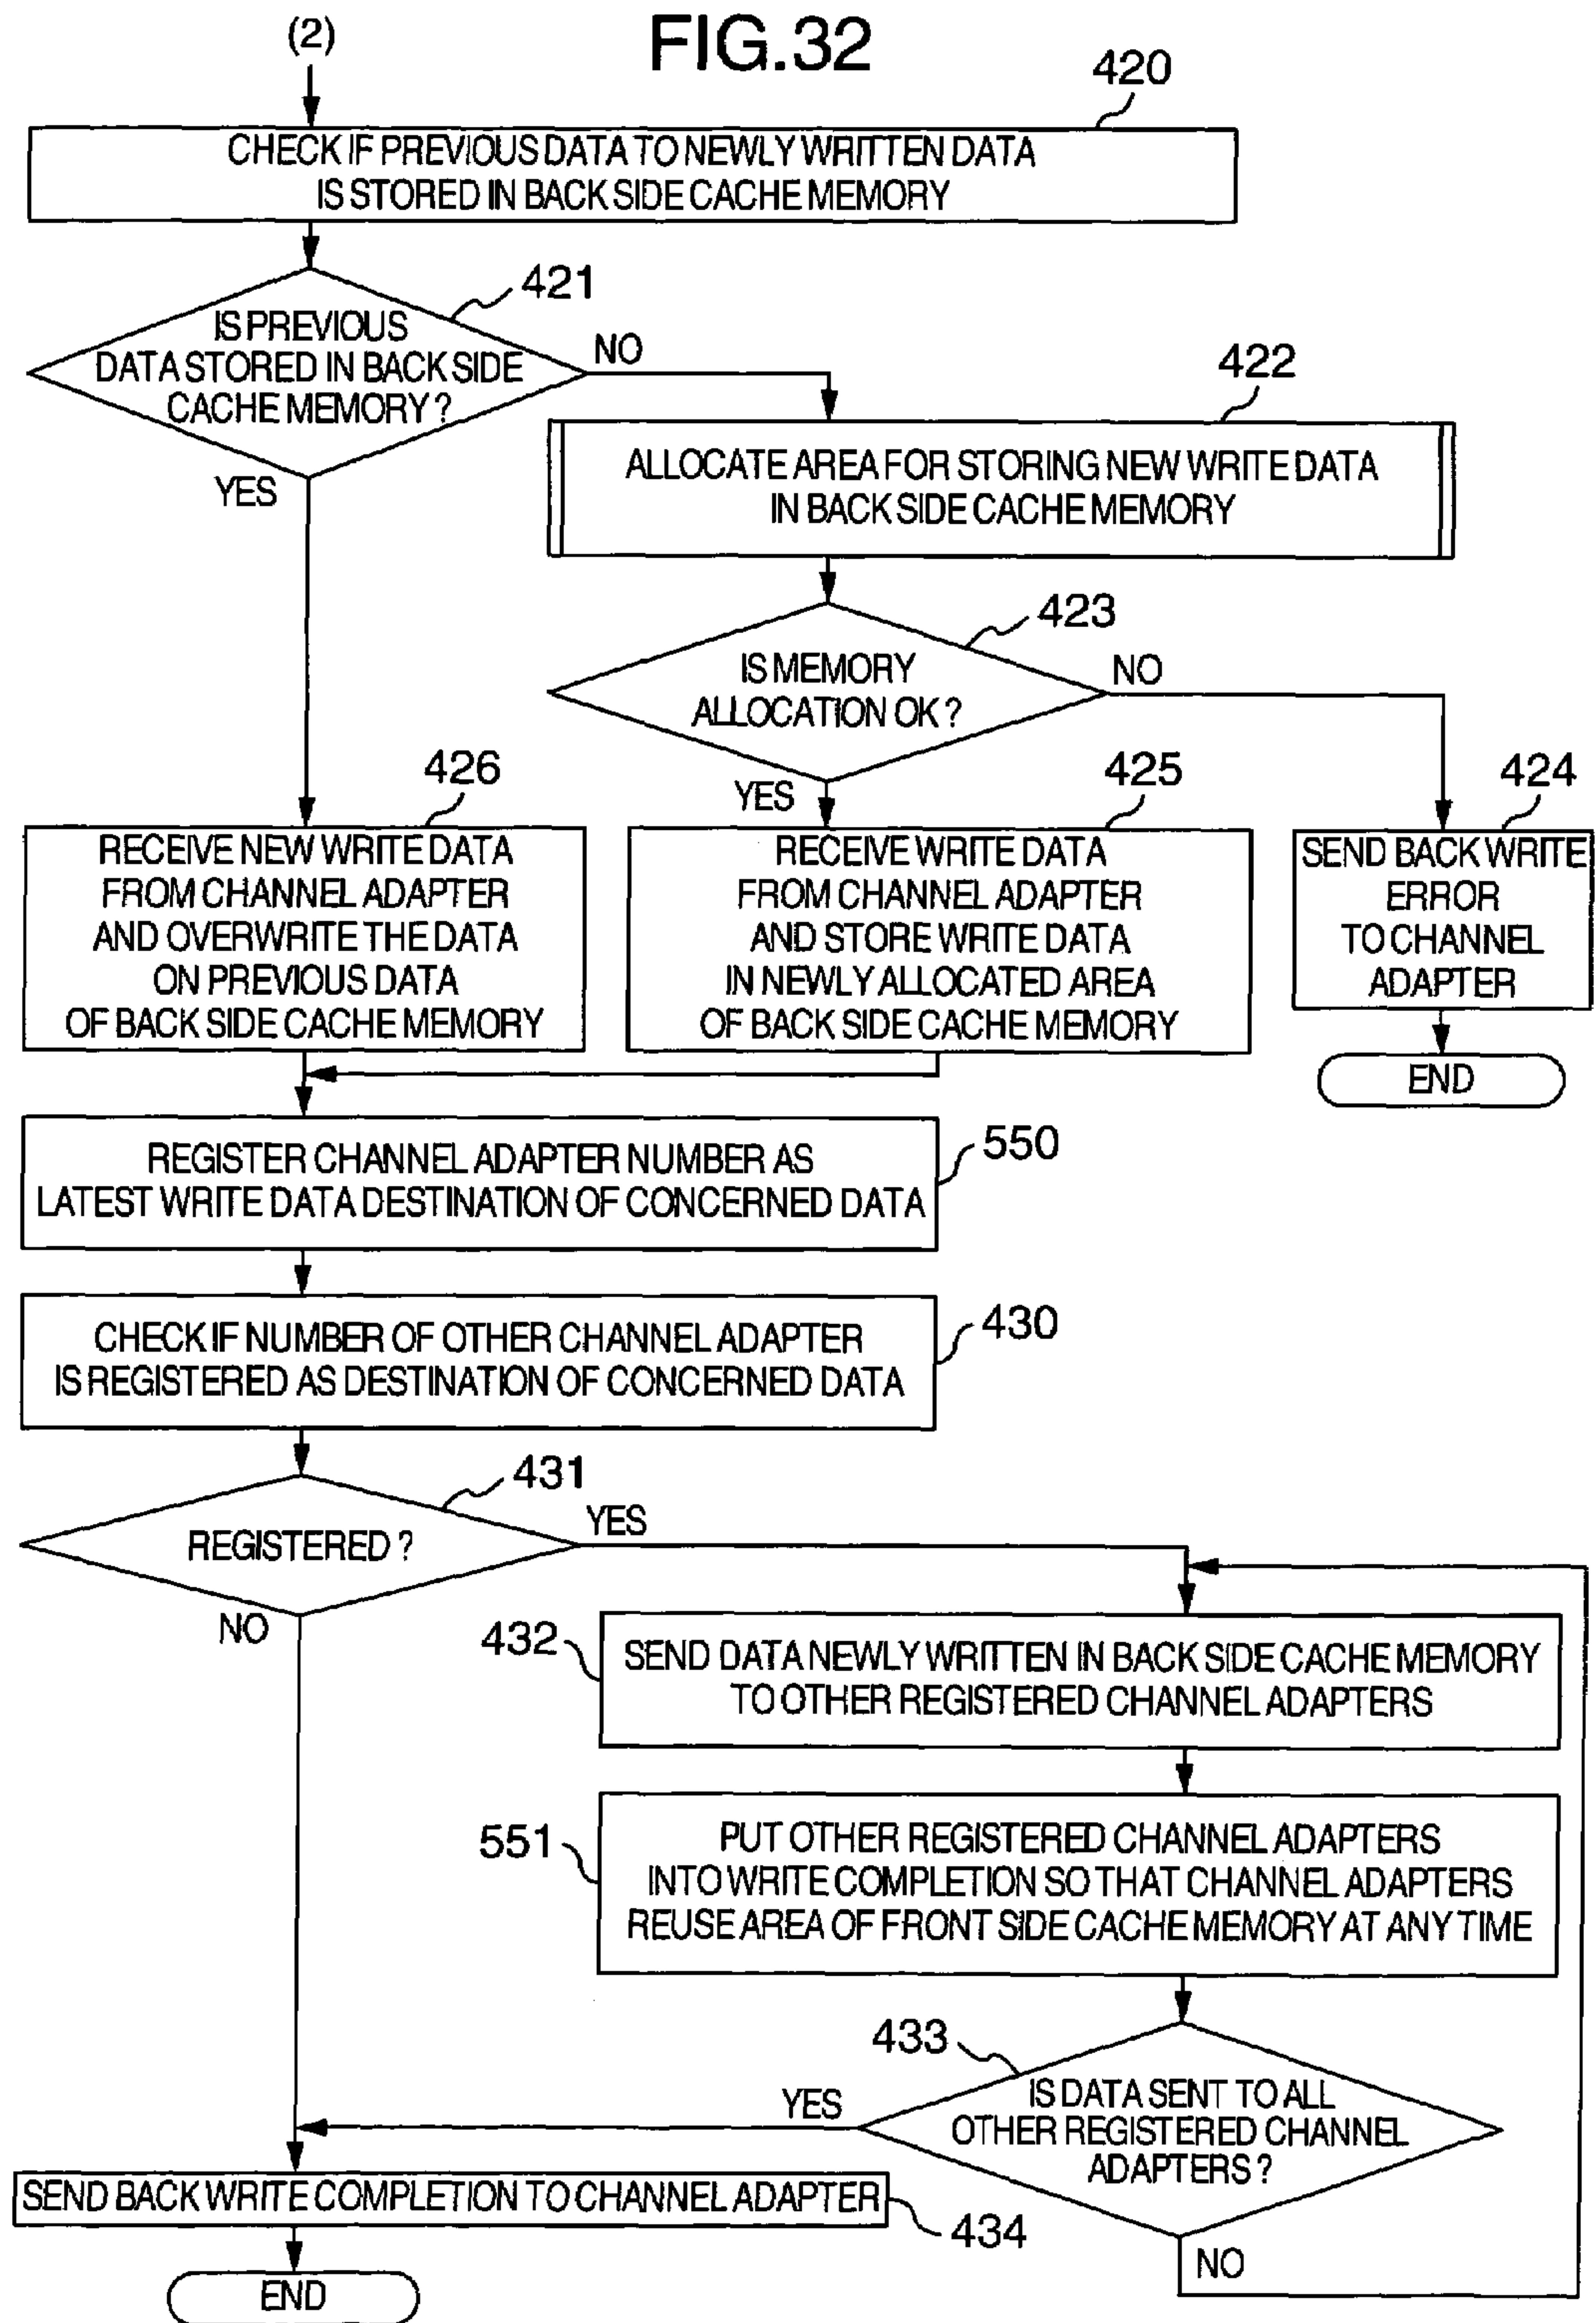 (2)
FIG.32
420
CHECK IF PREVIOUS DATA TO NEWLY WRITTEN DATA
IS STORED IN BACK SIDE CACHE MEMORY
421
IS PREVIOUS
DATA STORED IN BACK SIDE
CACHE MEMORY?
NO
YES
422
ALLOCATE AREA FOR STORING NEW WRITE DATA
IN BACK SIDE CACHE MEMORY
423
IS MEMORY
ALLOCATION OK?
NO
YES
426
RECEIVE NEW WRITE DATA
FROM CHANNEL ADAPTER
AND OVERWRITE THE DATA
ON PREVIOUS DATA
OF BACK SIDE CACHE MEMORY
425
RECEIVE WRITE DATA
FROM CHANNEL ADAPTER
AND STORE WRITE DATA
IN NEWLY ALLOCATED AREA
OF BACK SIDE CACHE MEMORY
424
SEND BACK WRITE
ERROR
TO CHANNEL
ADAPTER
END
REGISTER CHANNEL ADAPTER NUMBER AS
LATEST WRITE DATA DESTINATION OF CONCERNED DATA
550
CHECK IF NUMBER OF OTHER CHANNEL ADAPTER
IS REGISTERED AS DESTINATION OF CONCERNED DATA
430
431
REGISTERED?
YES
NO
432
SEND DATA NEWLY WRITTEN IN BACK SIDE CACHE MEMORY
TO OTHER REGISTERED CHANNEL ADAPTERS
551
PUT OTHER REGISTERED CHANNEL ADAPTERS
INTO WRITE COMPLETION SO THAT CHANNEL ADAPTERS
REUSE AREA OF FRONT SIDE CACHE MEMORY AT ANY TIME
433
IS DATA SENT TO ALL
OTHER REGISTERED CHANNEL
ADAPTERS?
YES
NO
SEND BACK WRITE COMPLETION TO CHANNEL ADAPTER
434
END